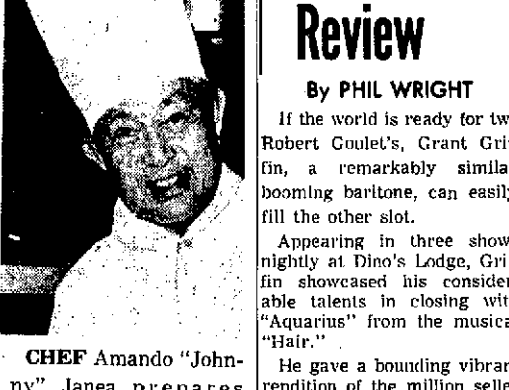 Review
By PHIL WRIGHT
If the world is ready for tw
Robert Goulet's, Grant Grif
fin, a remarkably simila
booming baritone, can easily
fill the other slot.
Appearing in three show
nightly at Dino's Lodge, Gri
fin showcased his consider
able talents in closing wit
"Aquarius" from the musica
"Hair."
He gave a bounding vibran
rendition of the million selle
CHEF Amando "John-
ny" Janea prepares